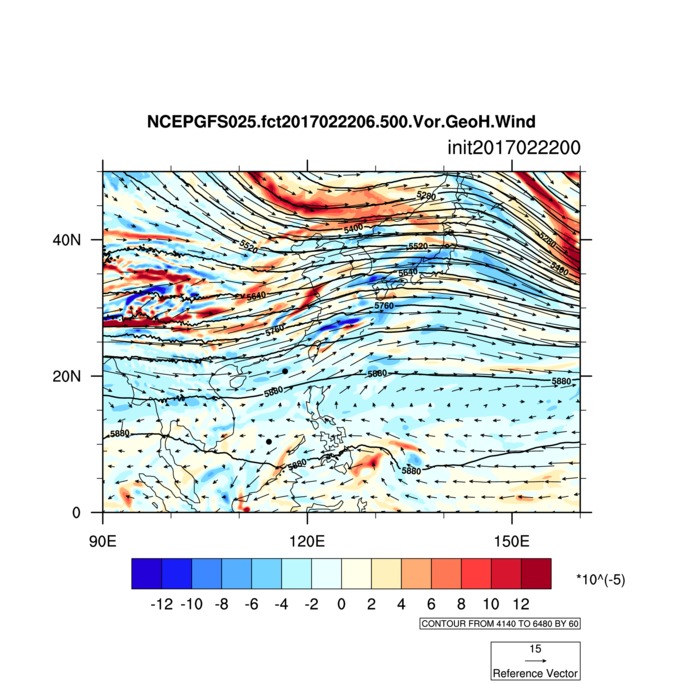 NCEPGFS025.fct2017022206.500.Vor.GeoH.Wind
init2017022200
5280
40N
5520
5400
5520
5280
5460
5640
5640
5760
5760
20N
5880
5880
5880
5880
5880
5880
0
90E 120E 150E
-12 -10 -8 -6 -4 -2 0 2 4 6 8 10 12
*10^(-5)
CONTOUR FROM 4140 TO 6480 BY 60
15
Reference Vector